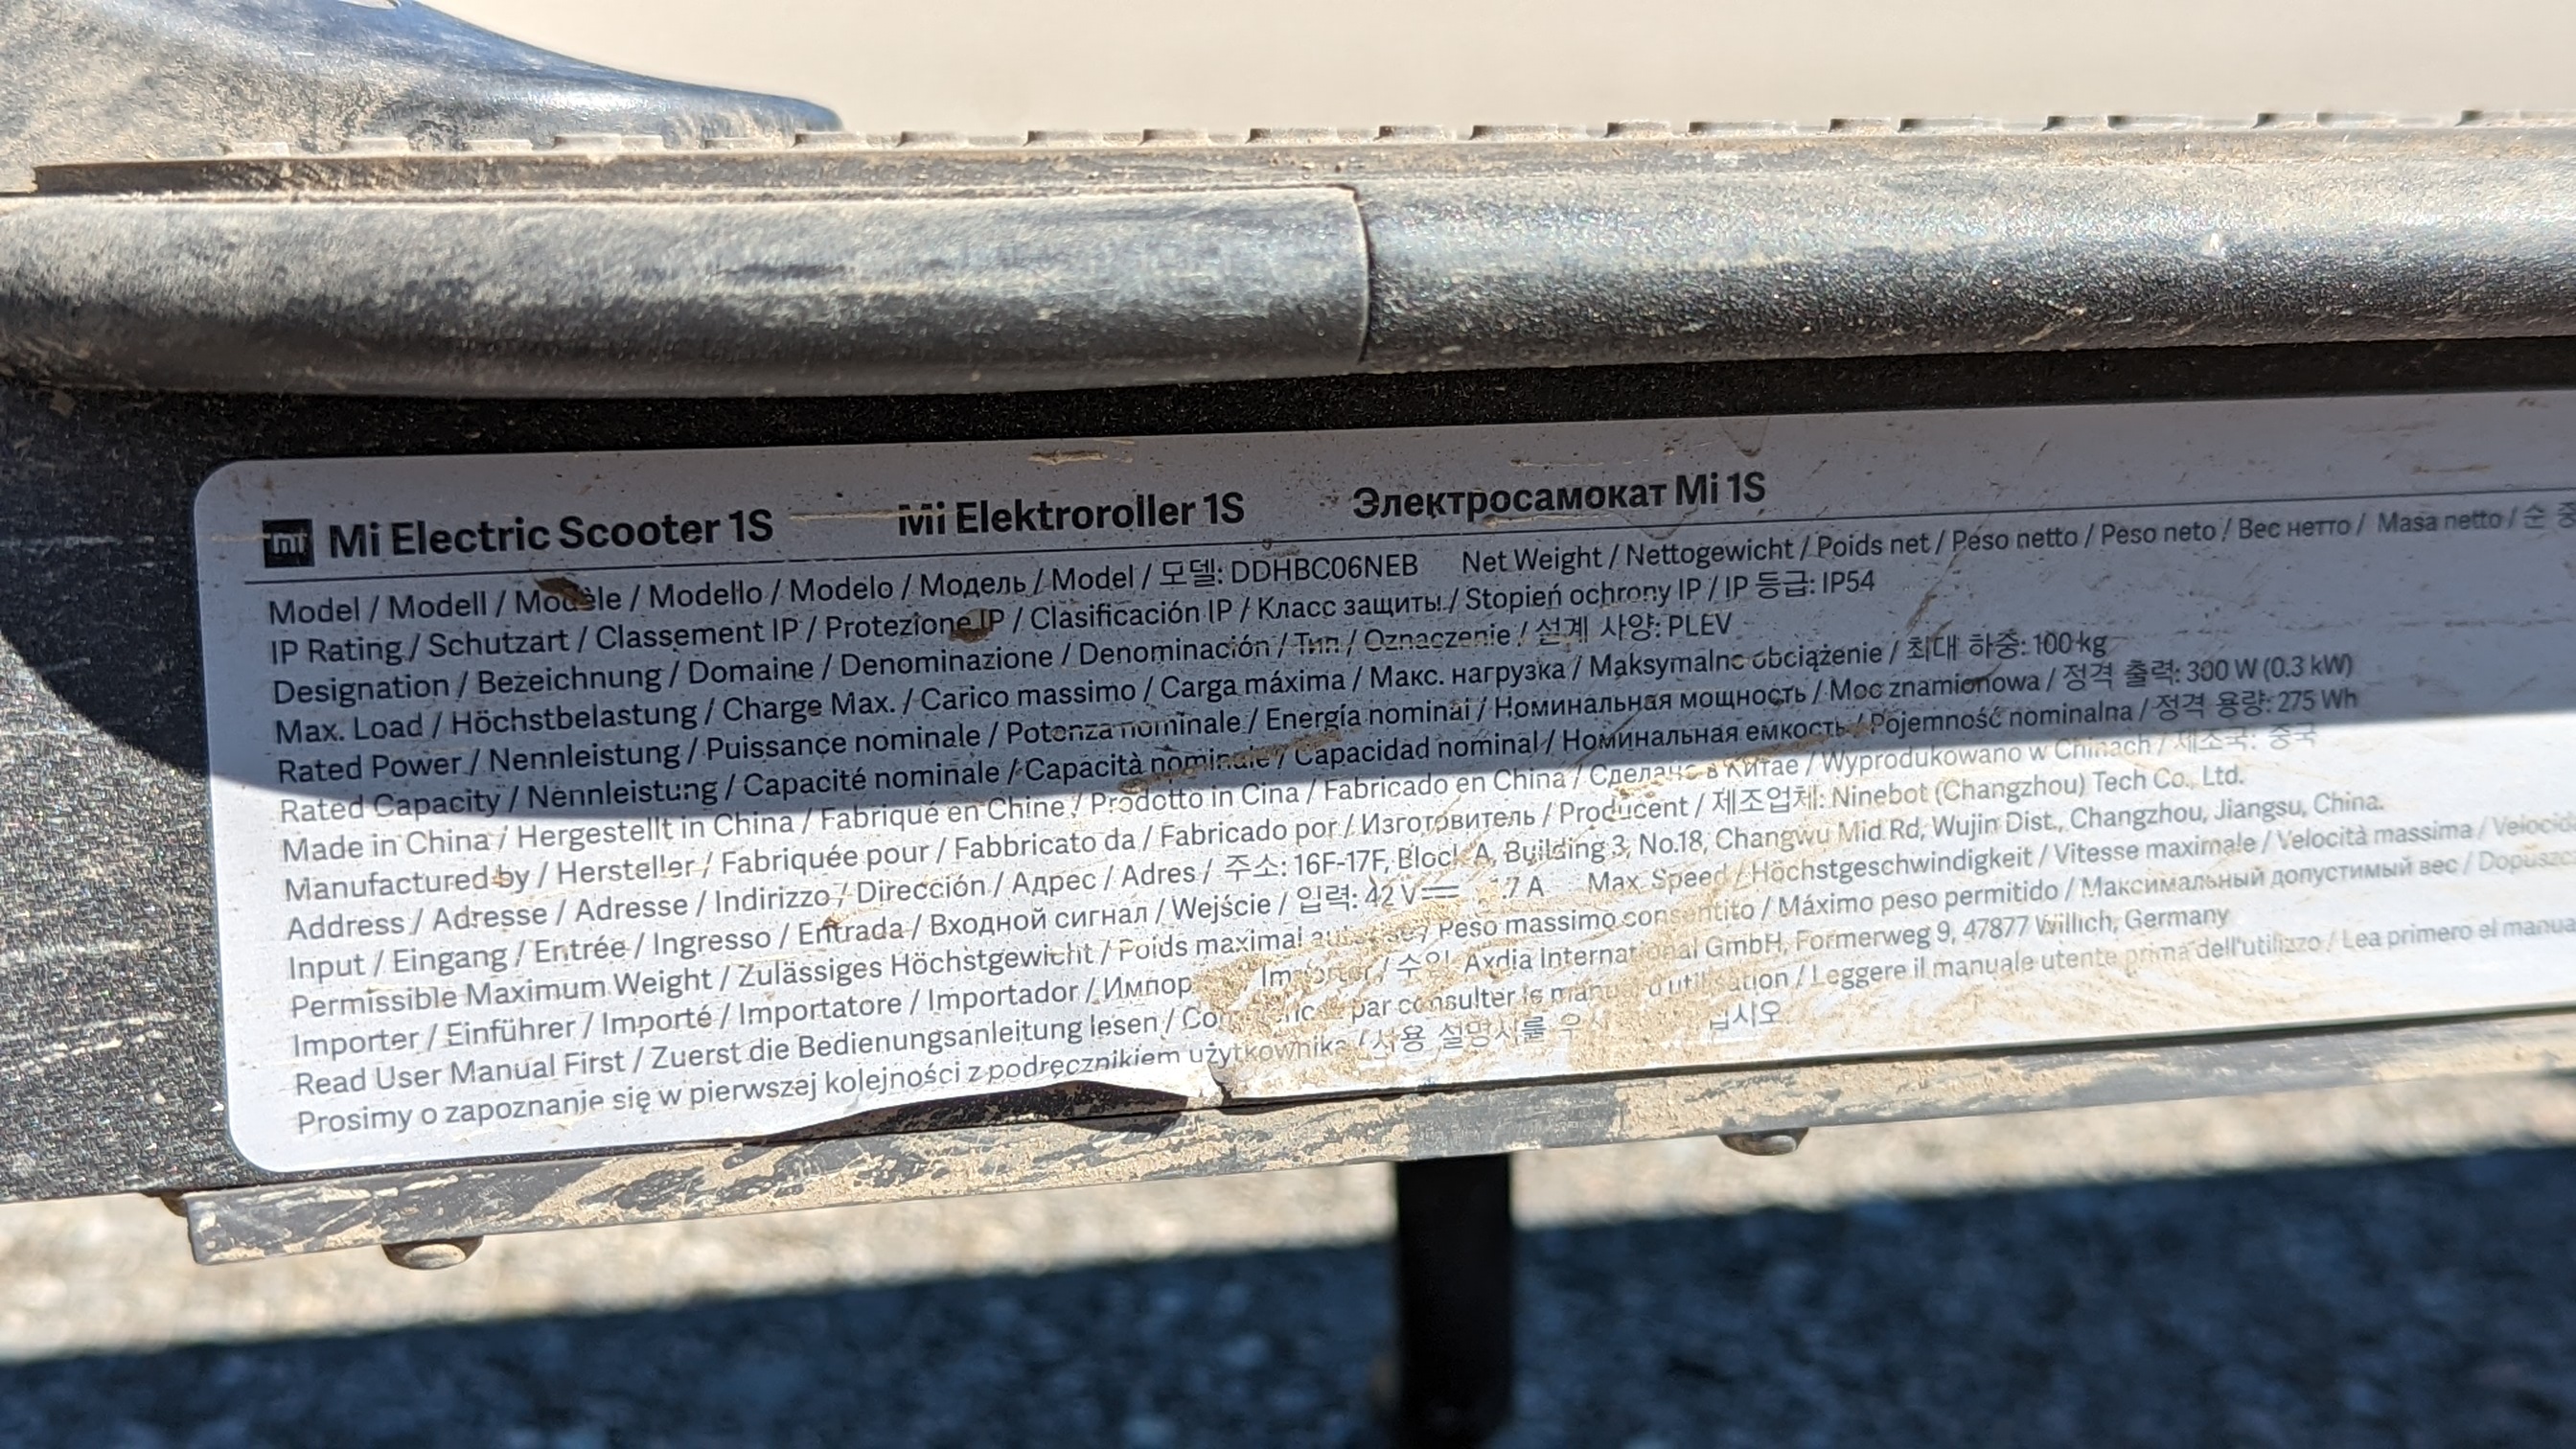 mi Mi Electric Scooter 1S Mi Elektroroller 1S Электросамокат Mi 1S
Model / Modell / Modèle / Modello / Modelo / Модель / Model / 모델: DDHBC06NEB Net Weight / Nettogewicht / Poids net / Peso netto / Peso neto / Вес нетто / Masa netto / 순
IP Rating / Schutzart / Classement IP / Protezione IP / Clasificación IP / Класс защиты / Stopień ochrony IP / IP 등급: IP54
Designation / Bezeichnung / Domaine / Denominazione / Denominación / Тип / Oznaczenie / 설계 사양: PLEV
Max. Load / Höchstbelastung / Charge Max. / Carico massimo / Carga máxima / Макс. нагрузка / Maksymalne obciążenie / 최대 하중: 100 kg
Rated Power / Nennleistung / Puissance nominale / Potenza nominale / Energía nominal / Номинальная мощность / Moc znamionowa / 정격 출력: 300 W (0.3 kW)
Rated Capacity / Nennleistung / Capacité nominale / Capacità nominale / Capacidad nominal / Номинальная емкость / Pojemność nominalna / 정격 용량: 275 Wh
Made in China / Hergestellt in China / Fabriqué en Chine / Prodotto in Cina / Fabricado en China / Сделано в Китае / Wyprodukowano w Chinach / 제조국: 중국
Manufactured by / Hersteller / Fabriquée pour / Fabbricato da / Fabricado por / Изготовитель / Producent / 제조업체: Ninebot (Changzhou) Tech Co., Ltd.
Address / Adresse / Adresse / Indirizzo / Dirección / Адрес / Adres / 주소: 16F-17F, Block A, Building 3, No.18, Changwu Mid Rd, Wujin Dist., Changzhou, Jiangsu, China.
Input / Eingang / Entrée / Ingresso / Entrada / Входной сигнал / Wejście / 입력: 42 V⎓ 7 A Max. Speed / Höchstgeschwindigkeit / Vitesse maximale / Velocità massima /
Permissible Maximum Weight / Zulässiges Höchstgewicht / Poids maximal / Peso massimo consentito / Máximo peso permitido / Максимальный допустимый вес /
Importer / Einführer / Importé / Importatore / Importador / Importer / 수입 Axdia International GmbH, Formerweg 9, 47877 Willich, Germany
Read User Manual First / Zuerst die Bedienungsanleitung lesen / par consulter le manuel d'utilisation / Leggere il manuale utente prima dell'utilizzo / Lea primero el
Prosimy o zapoznanie się w pierwszej kolejności z podręcznikiem użytkownika / 사용 설명서를